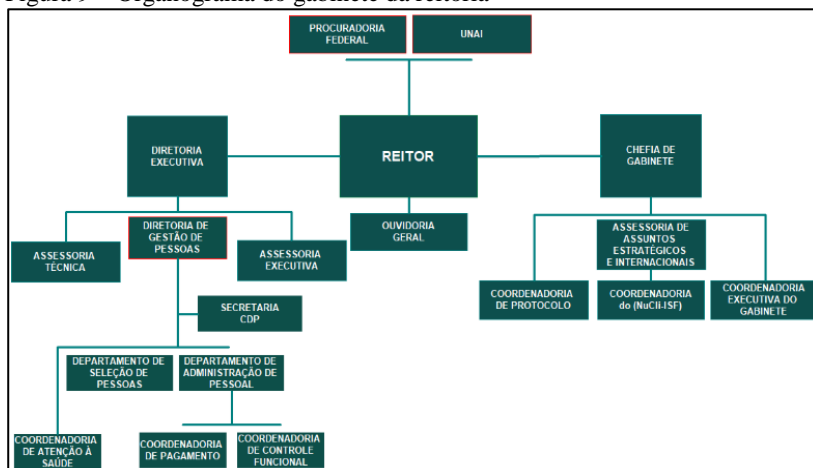 Figura 9 – Organograma do gabinete da reitoria
PROCURADORIA
FEDERAL
UNAI
DIRETORIA
EXECUTIVA
REITOR
CHEFIA DE
GABINETE
ASSESSORIA
TÉCNICA
DIRETORIA DE
GESTÃO DE
PESSOAS
ASSESSORIA
EXECUTIVA
OUVIDORIA
GERAL
ASSESSORIA DE
ASSUNTOS
ESTRATÉGICOS
E INTERNACIONAIS
COORDENADORIA
DE PROTOCOLO
COORDENADORIA
do (NuCli-ISF)
COORDENADORIA
EXECUTIVA DO
GABINETE
SECRETARIA
CDP
DEPARTAMENTO DE
SELEÇÃO DE
PESSOAS
DEPARTAMENTO DE
ADMINISTRAÇÃO DE
PESSOAL
COORDENADORIA
DE ATENÇÃO À
SAÚDE
COORDENADORIA
DE PAGAMENTO
COORDENADORIA
DE CONTROLE
FUNCIONAL